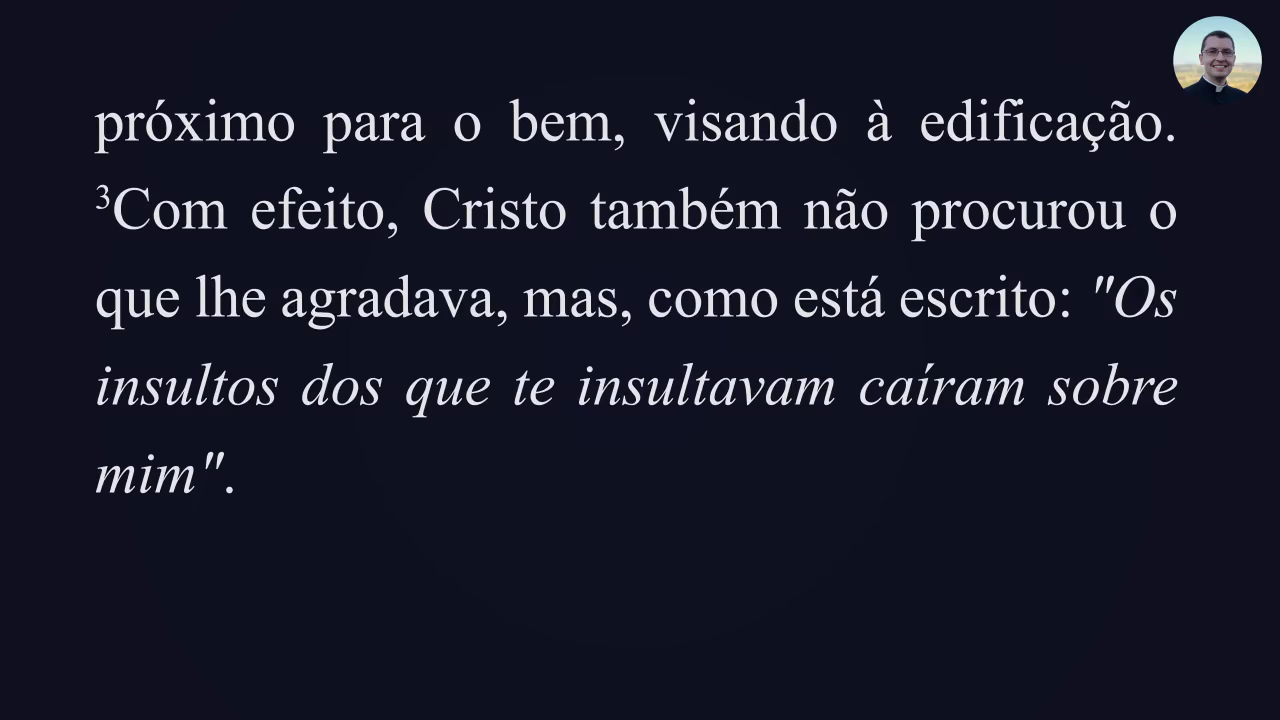 próximo para o bem, visando à edificação.
³Com efeito, Cristo também não procurou o
que lhe agradava, mas, como está escrito: "Os
insultos dos que te insultavam caíram sobre
mim".